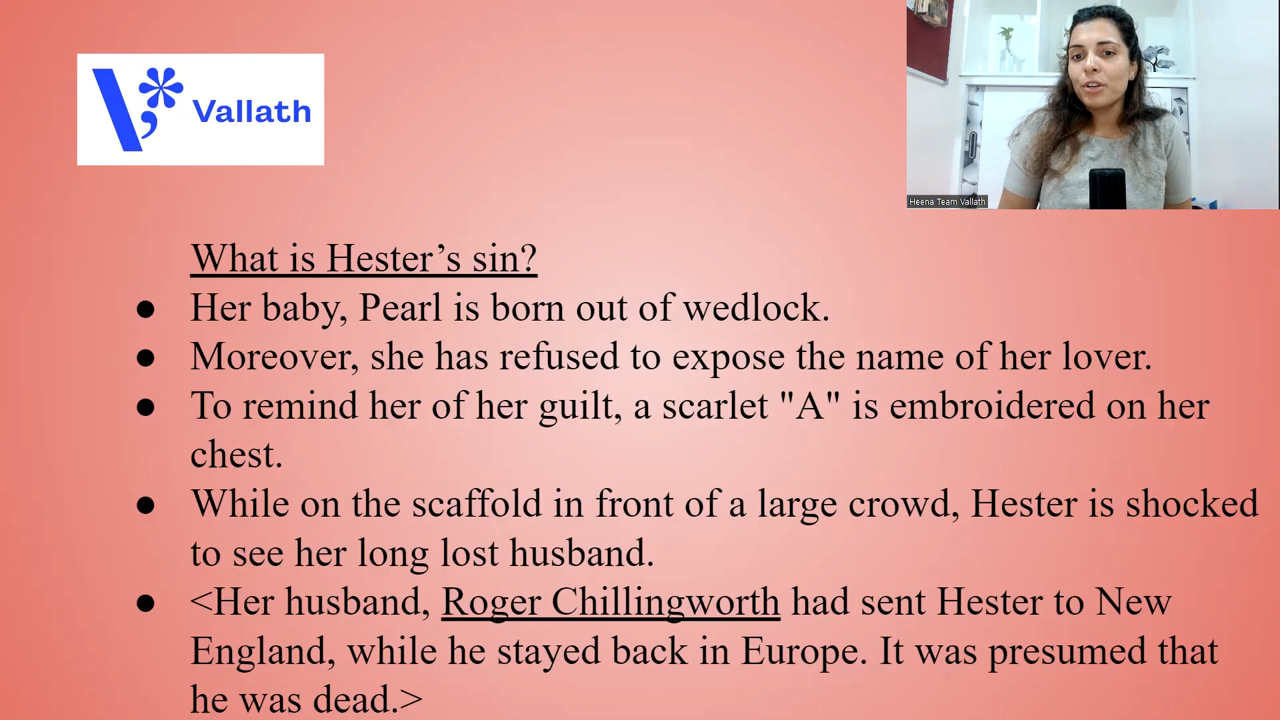 Vallath
Heena Team Vallath
What is Hester’s sin?
● Her baby, Pearl is born out of wedlock.
● Moreover, she has refused to expose the name of her lover.
● To remind her of her guilt, a scarlet "A" is embroidered on her
chest.
● While on the scaffold in front of a large crowd, Hester is shocked
to see her long lost husband.
● <Her husband, Roger Chillingworth had sent Hester to New
England, while he stayed back in Europe. It was presumed that
he was dead.>